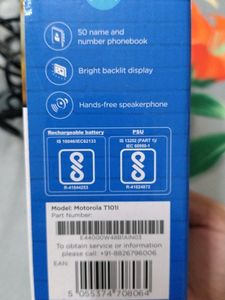 50 name and
number phonebook
Bright backlit display
Hands-free speakerphone
Rechargeable battery
IS 16046/IEC62133
R-41044253
PSU
IS 13252 (PART 1)/
IEC 60950-1
R-41024872
Model: Motorola T101I
Part Number:
E44000W48B1AIN03
To obtain service or information
please call : +91-8826796006
EAN
5 055374 708064